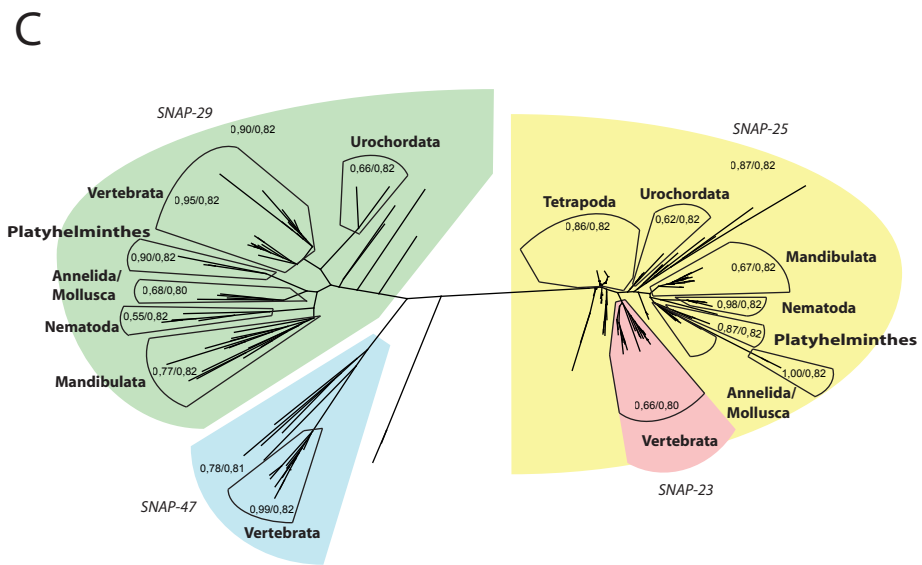 C
SNAP-29
0,90/0,82
Urochordata
0,66/0,82
Vertebrata
0,95/0,82
Platyhelminthes
0,90/0,82
Annelida/
Mollusca
0,68/0,80
Nematoda
0,55/0,82
Mandibulata
0,77/0,82
0,78/0,81
SNAP-47
0,99/0,82
Vertebrata
SNAP-25
0,87/0,82
Tetrapoda
0,86/0,82
Urochordata
0,62/0,82
Mandibulata
0,67/0,82
Nematoda
0,98/0,82
Platyhelminthes
0,87/0,82
1,00/0,82
Annelida/
Mollusca
0,66/0,80
Vertebrata
SNAP-23